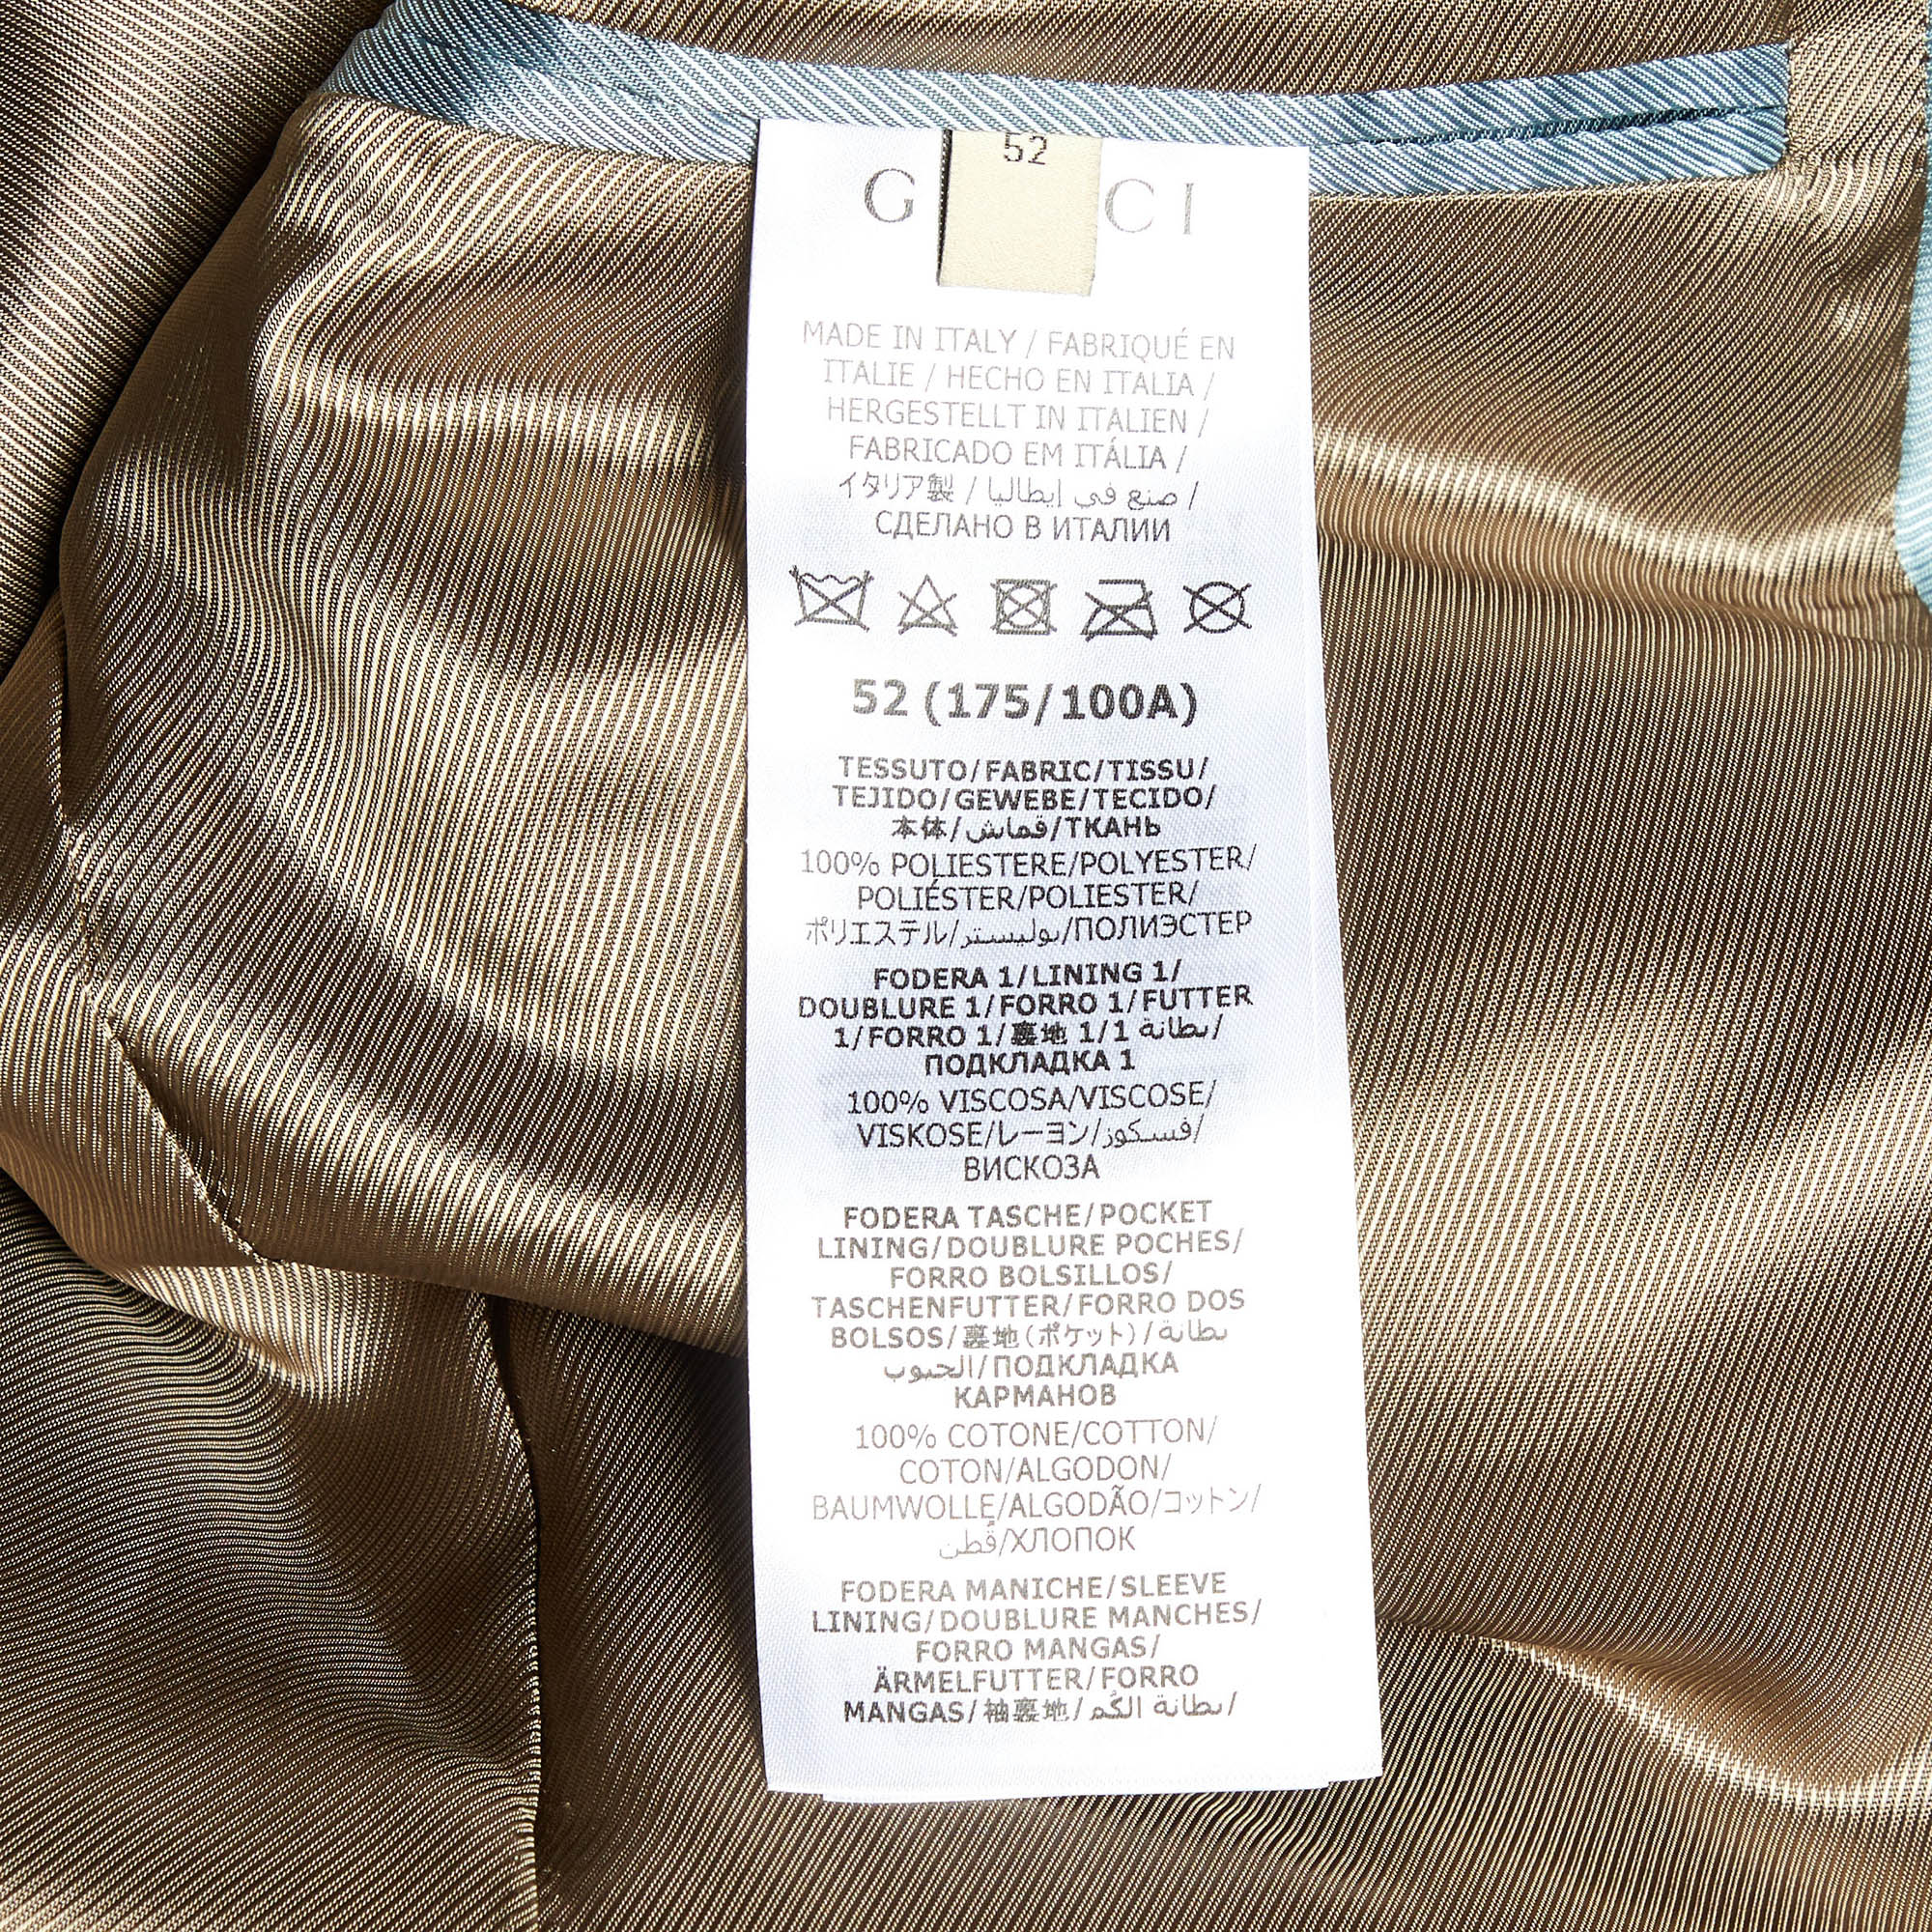 52
G CI
MADE IN ITALY / FABRIQUÉ EN
ITALIE / HECHO EN ITALIA /
HERGESTELLT IN ITALIEN /
FABRICADO EM ITÁLIA /
イタリア製 / صنع في إيطاليا /
СДЕЛАНО В ИТАЛИИ
52 (175/100A)
TESSUTO/FABRIC/TISSU/
TEJIDO/GEWEBE/TECIDO/
本体/قماش/ТКАНЬ
100% POLIESTERE/POLYESTER/
POLIÉSTER/POLIESTER/
ポリエステル/بوليستر/ПОЛИЭСТЕР
FODERA 1/LINING 1/
DOUBLURE 1/FORRO 1/FUTTER
1/FORRO 1/裏地 1/1 بطانة/
ПОДКЛАДКА 1
100% VISCOSA/VISCOSE/
VISKOSE/レーヨン/فسكوز/
ВИСКОЗА
FODERA TASCHE/POCKET
LINING/DOUBLURE POCHES/
FORRO BOLSILLOS/
TASCHENFUTTER/FORRO DOS
BOLSOS/裏地(ポケット)/بطانة
الجيوب/ПОДКЛАДКА
КАРМАНОВ
100% COTONE/COTTON/
COTON/ALGODON/
BAUMWOLLE/ALGODÃO/コットン/
قُطن/ХЛОПОК
FODERA MANICHE/SLEEVE
LINING/DOUBLURE MANCHES/
FORRO MANGAS/
ÄRMELFUTTER/FORRO
MANGAS/袖裏地/بطانة الكُم/